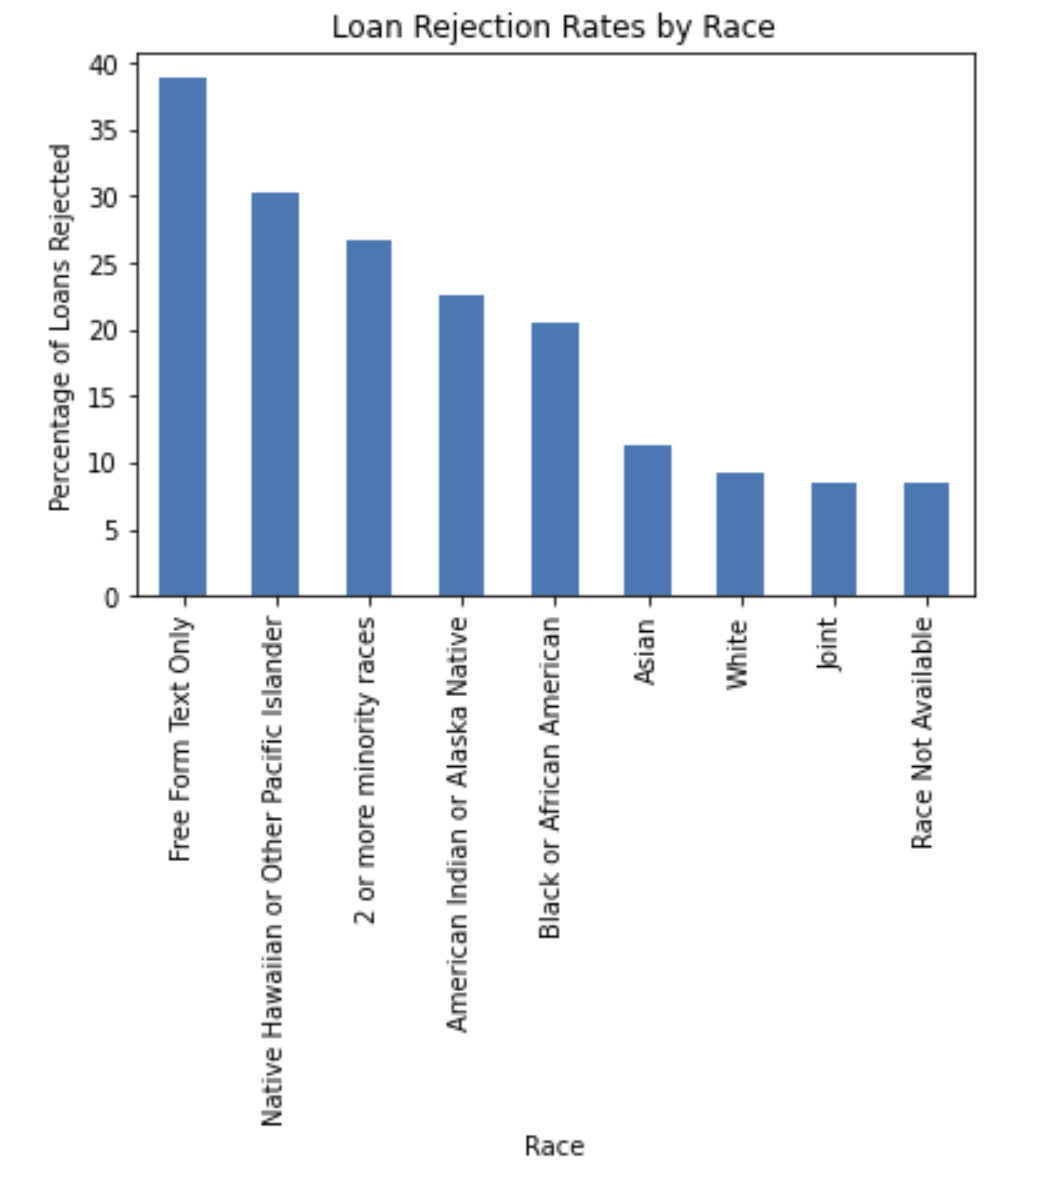 Loan Rejection Rates by Race
Percentage of Loans Rejected
40
35
30
25
20
15
10
5
0
Free Form Text Only
Native Hawaiian or Other Pacific Islander
2 or more minority races
American Indian or Alaska Native
Black or African American
Asian
White
Joint
Race Not Available
Race